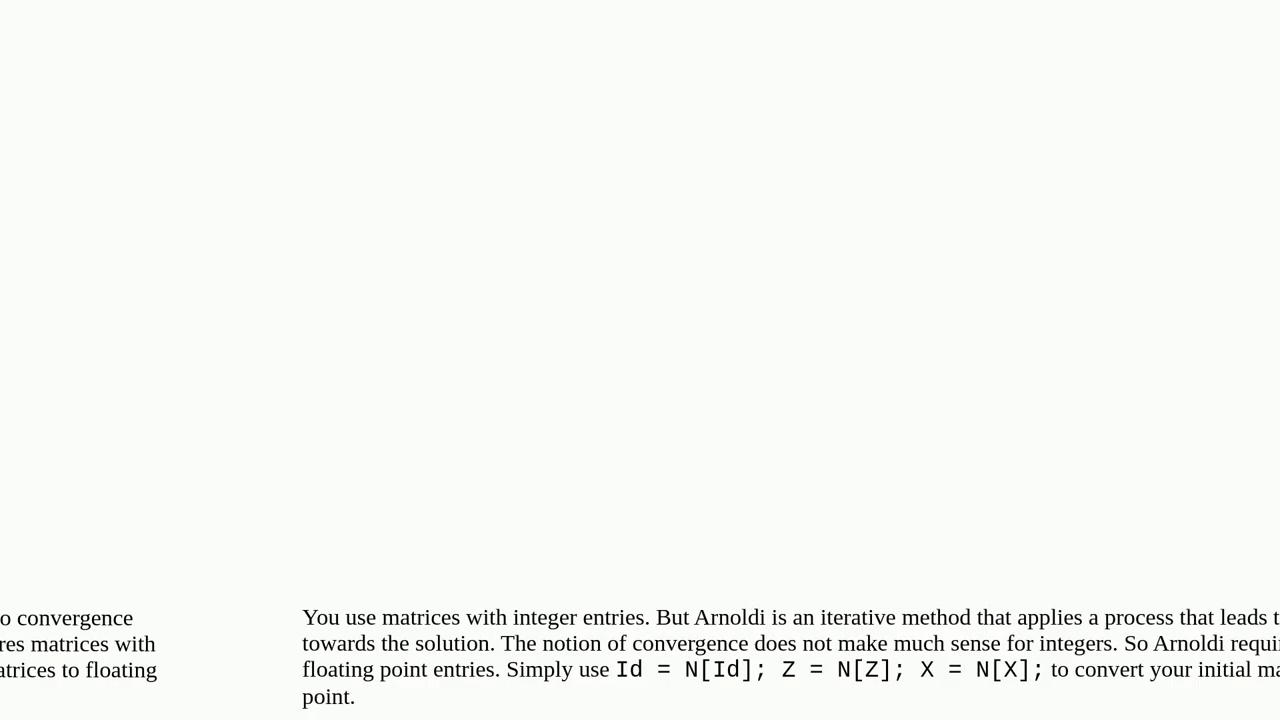 o convergence
res matrices with
atrices to floating
You use matrices with integer entries. But Arnoldi is an iterative method that applies a process that leads t
towards the solution. The notion of convergence does not make much sense for integers. So Arnoldi requi
floating point entries. Simply use Id = N[Id]; Z = N[Z]; X = N[X]; to convert your initial ma
point.